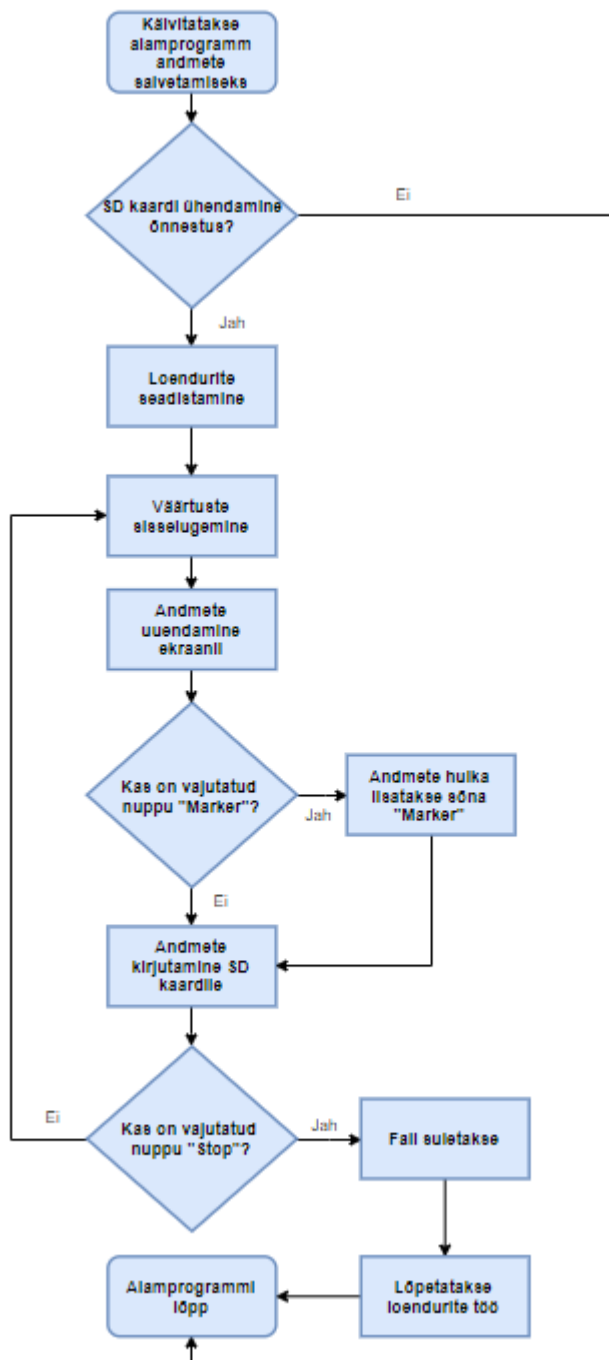 Käivitatakse
alamprogramm
andmete
salvetamiseks
SD kaardi ühendamine
õnnestus?
Ei
Jah
Loendurite
seadistamine
Väärtuste
sisselugemine
Andmete
uuendamine
ekraanil
Kas on vajutatud
nuppu "Marker"?
Jah
Andmete hulka
lisatakse sõna
"Marker"
Ei
Andmete
kirjutamine SD
kaardile
Ei
Kas on vajutatud
nuppu "Stop"?
Jah
Fail suletakse
Alamprogrammi
lõpp
Lõpetatakse
loendurite töö